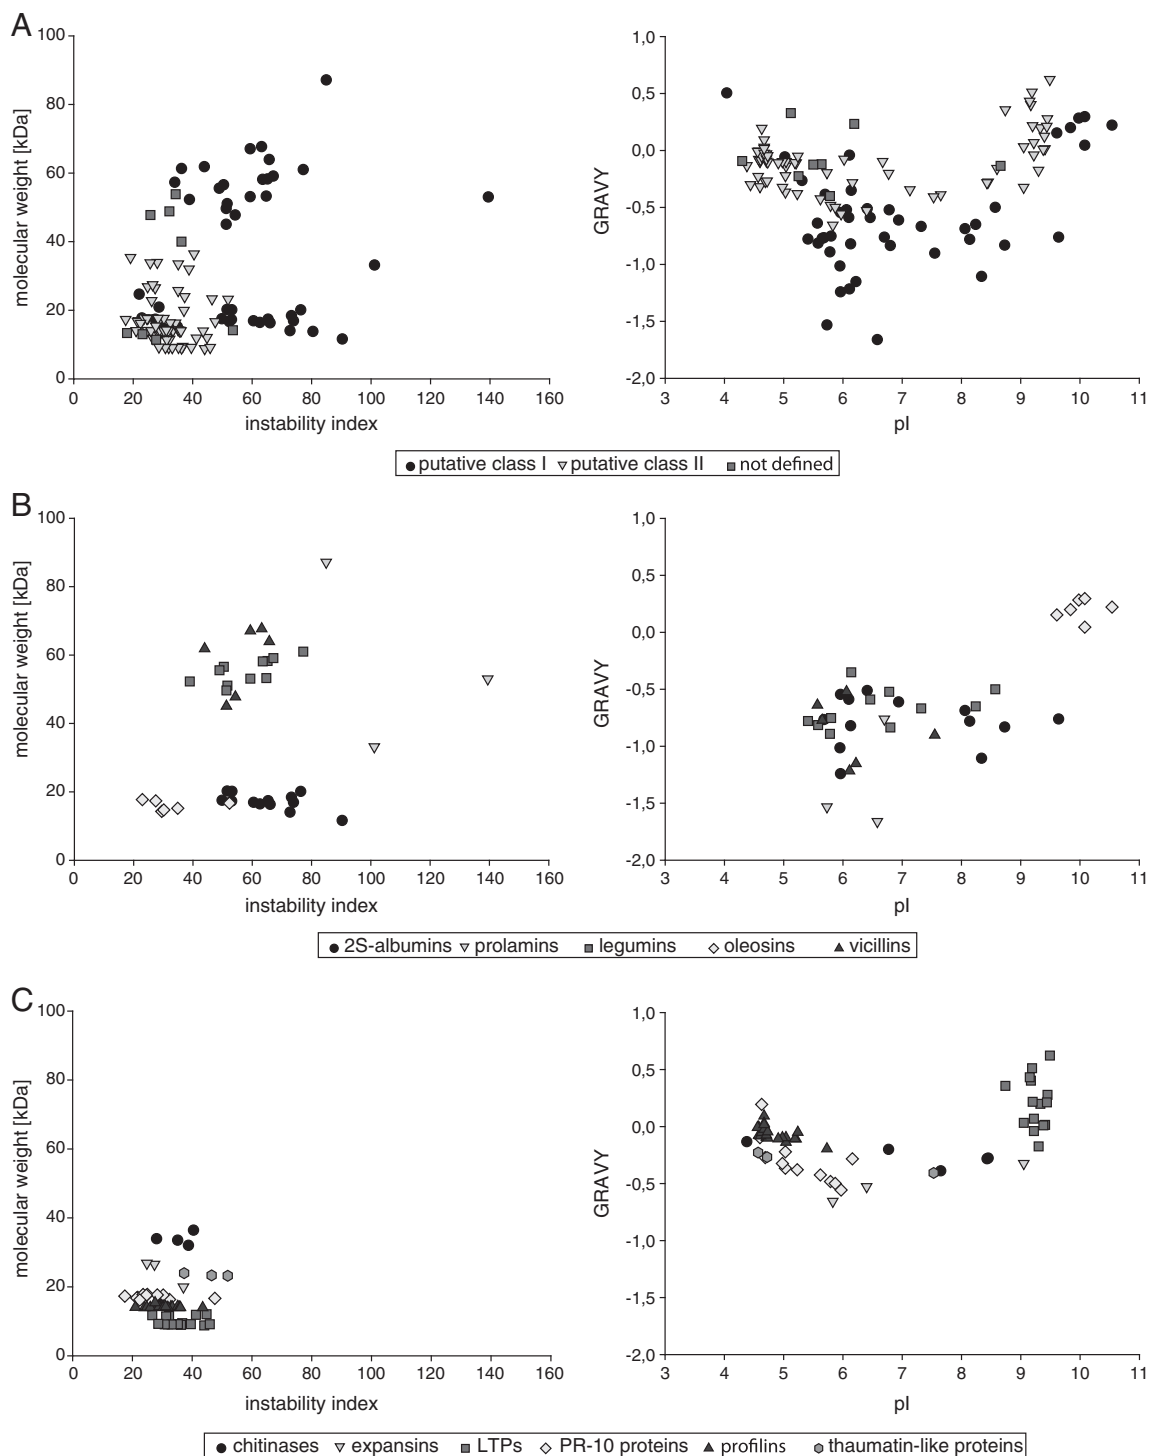 A
100
80
60
40
20
0
molecular weight [kDa]
0 20 40 60 80 100 120 140 160
instability index
1,0
0,5
0,0
-0,5
-1,0
-1,5
-2,0
GRAVY
3 4 5 6 7 8 9 10 11
pI
putative class I putative class II not defined
B
100
80
60
40
20
0
molecular weight [kDa]
0 20 40 60 80 100 120 140 160
instability index
1,0
0,5
0,0
-0,5
-1,0
-1,5
-2,0
GRAVY
3 4 5 6 7 8 9 10 11
pI
2S-albumins prolamins legumins oleosins vicillins
C
100
80
60
40
20
0
molecular weight [kDa]
0 20 40 60 80 100 120 140 160
instability index
1,0
0,5
0,0
-0,5
-1,0
-1,5
-2,0
GRAVY
3 4 5 6 7 8 9 10 11
pI
chitinases expansins LTPs PR-10 proteins profilins thaumatin-like proteins